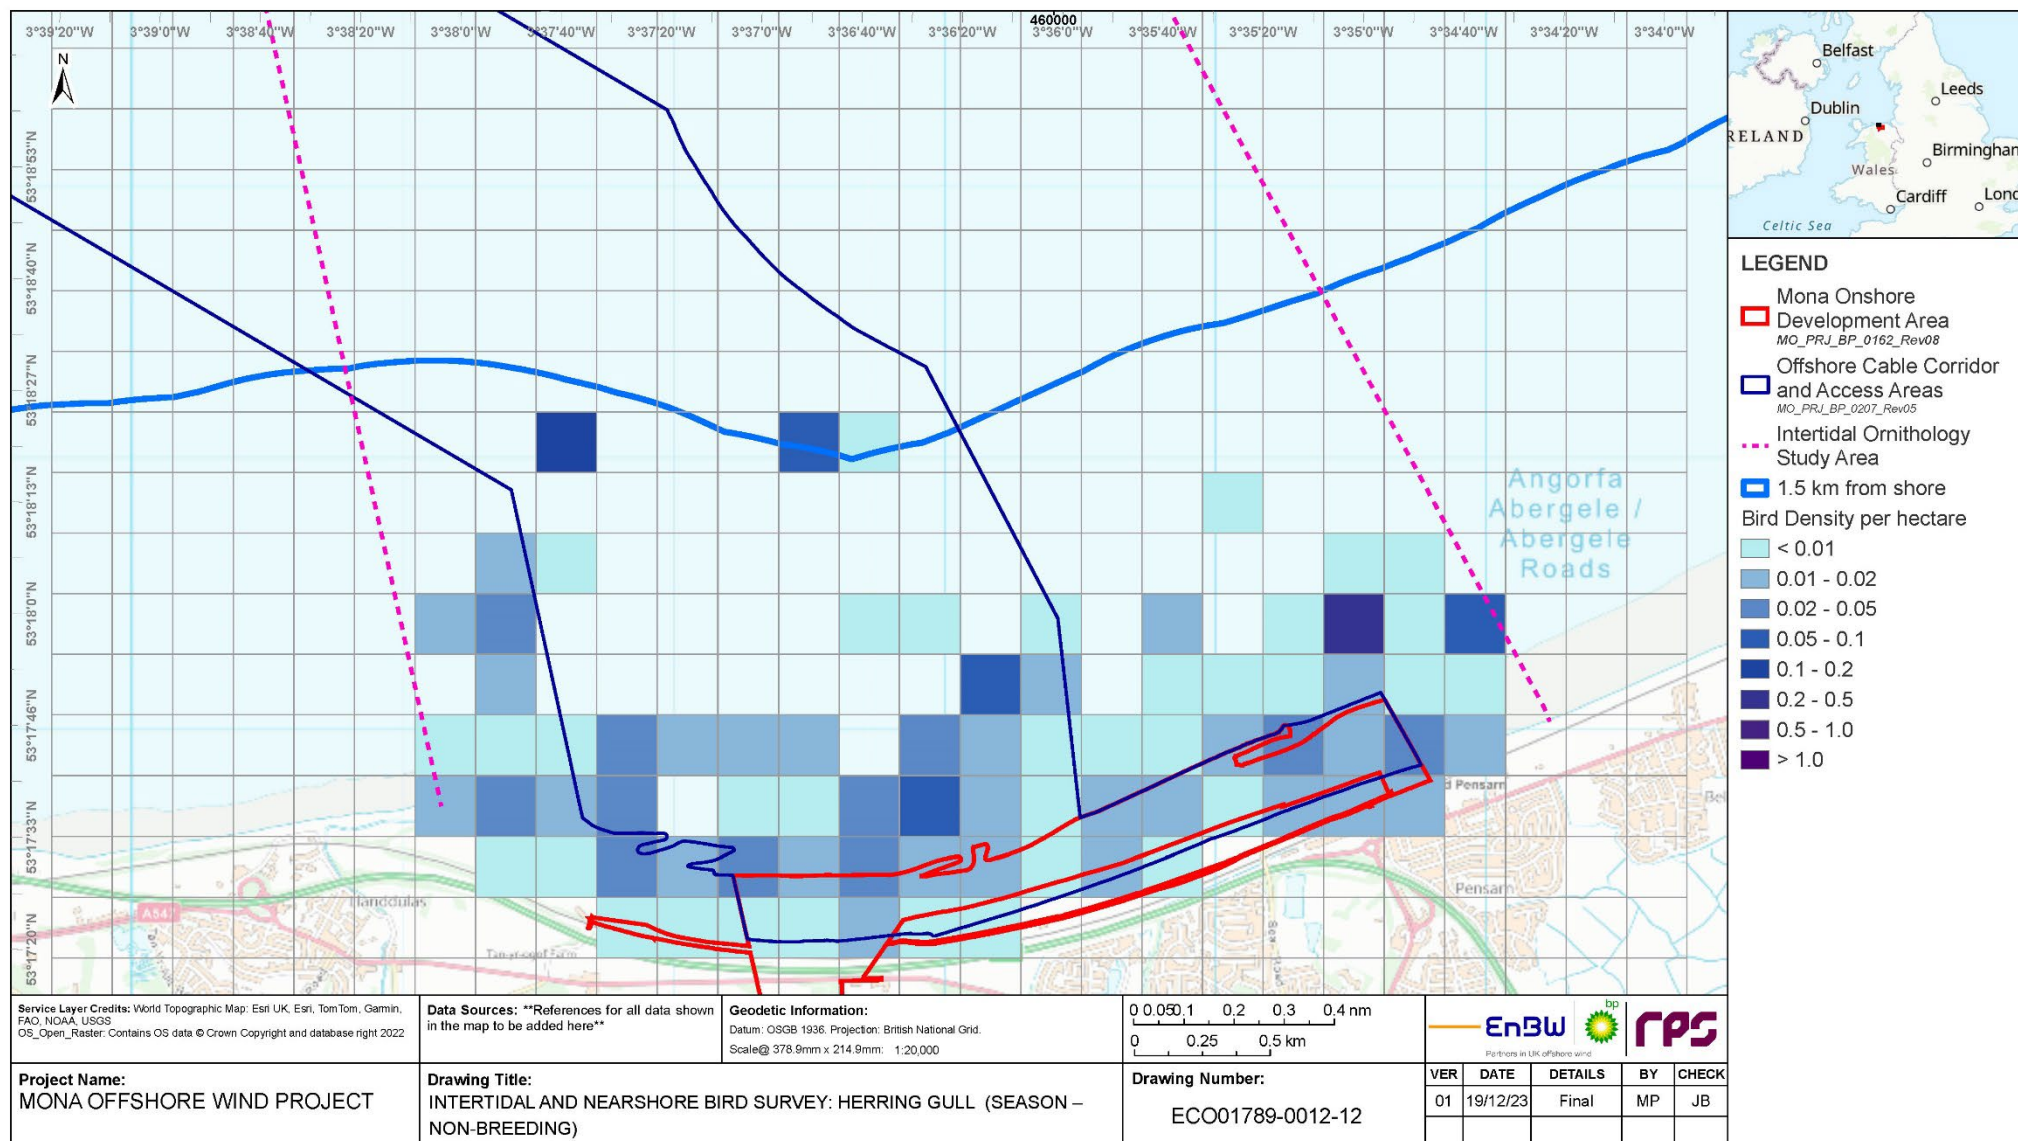 460000
3°39'20"W 3°39'0"W 3°38'40"W 3°38'20"W 3°38'0"W 3°37'40"W 3°37'20"W 3°37'0"W 3°36'40"W 3°36'20"W 3°36'0"W 3°35'40"W 3°35'20"W 3°35'0"W 3°34'40"W 3°34'20"W 3°34'0"W
N
53°18'53"N
53°18'40"N
53°18'27"N
53°18'13"N
53°18'0"N
53°17'46"N
53°17'33"N
53°17'20"N
Angorfa
Abergele /
Abergele
Roads
d Pensarn
Pensarn
Llanddulas
A547
Belfast
Leeds
Dublin
RELAND
Birmingham
Wales
Cardiff
Lond
Celtic Sea
LEGEND
Mona Onshore
Development Area
MO_PRJ_BP_0162_Rev08
Offshore Cable Corridor
and Access Areas
MO_PRJ_BP_0207_Rev05
Intertidal Ornithology
Study Area
1.5 km from shore
Bird Density per hectare
< 0.01
0.01 - 0.02
0.02 - 0.05
0.05 - 0.1
0.1 - 0.2
0.2 - 0.5
0.5 - 1.0
> 1.0
Service Layer Credits: World Topographic Map: Esri UK, Esri, TomTom, Garmin,
FAO, NOAA, USGS
OS_Open_Raster: Contains OS data © Crown Copyright and database right 2022
Data Sources: **References for all data shown
in the map to be added here**
Geodetic Information:
Datum: OSGB 1936. Projection: British National Grid.
Scale@ 378.9mm x 214.9mm: 1:20,000
0 0.050.1 0.2 0.3 0.4 nm
0 0.25 0.5 km
EnBW
bp
rps
Partners in UK offshore wind
Project Name:
MONA OFFSHORE WIND PROJECT
Drawing Title:
INTERTIDAL AND NEARSHORE BIRD SURVEY: HERRING GULL (SEASON –
NON-BREEDING)
Drawing Number:
ECO01789-0012-12
VER DATE DETAILS BY CHECK
01 19/12/23 Final MP JB